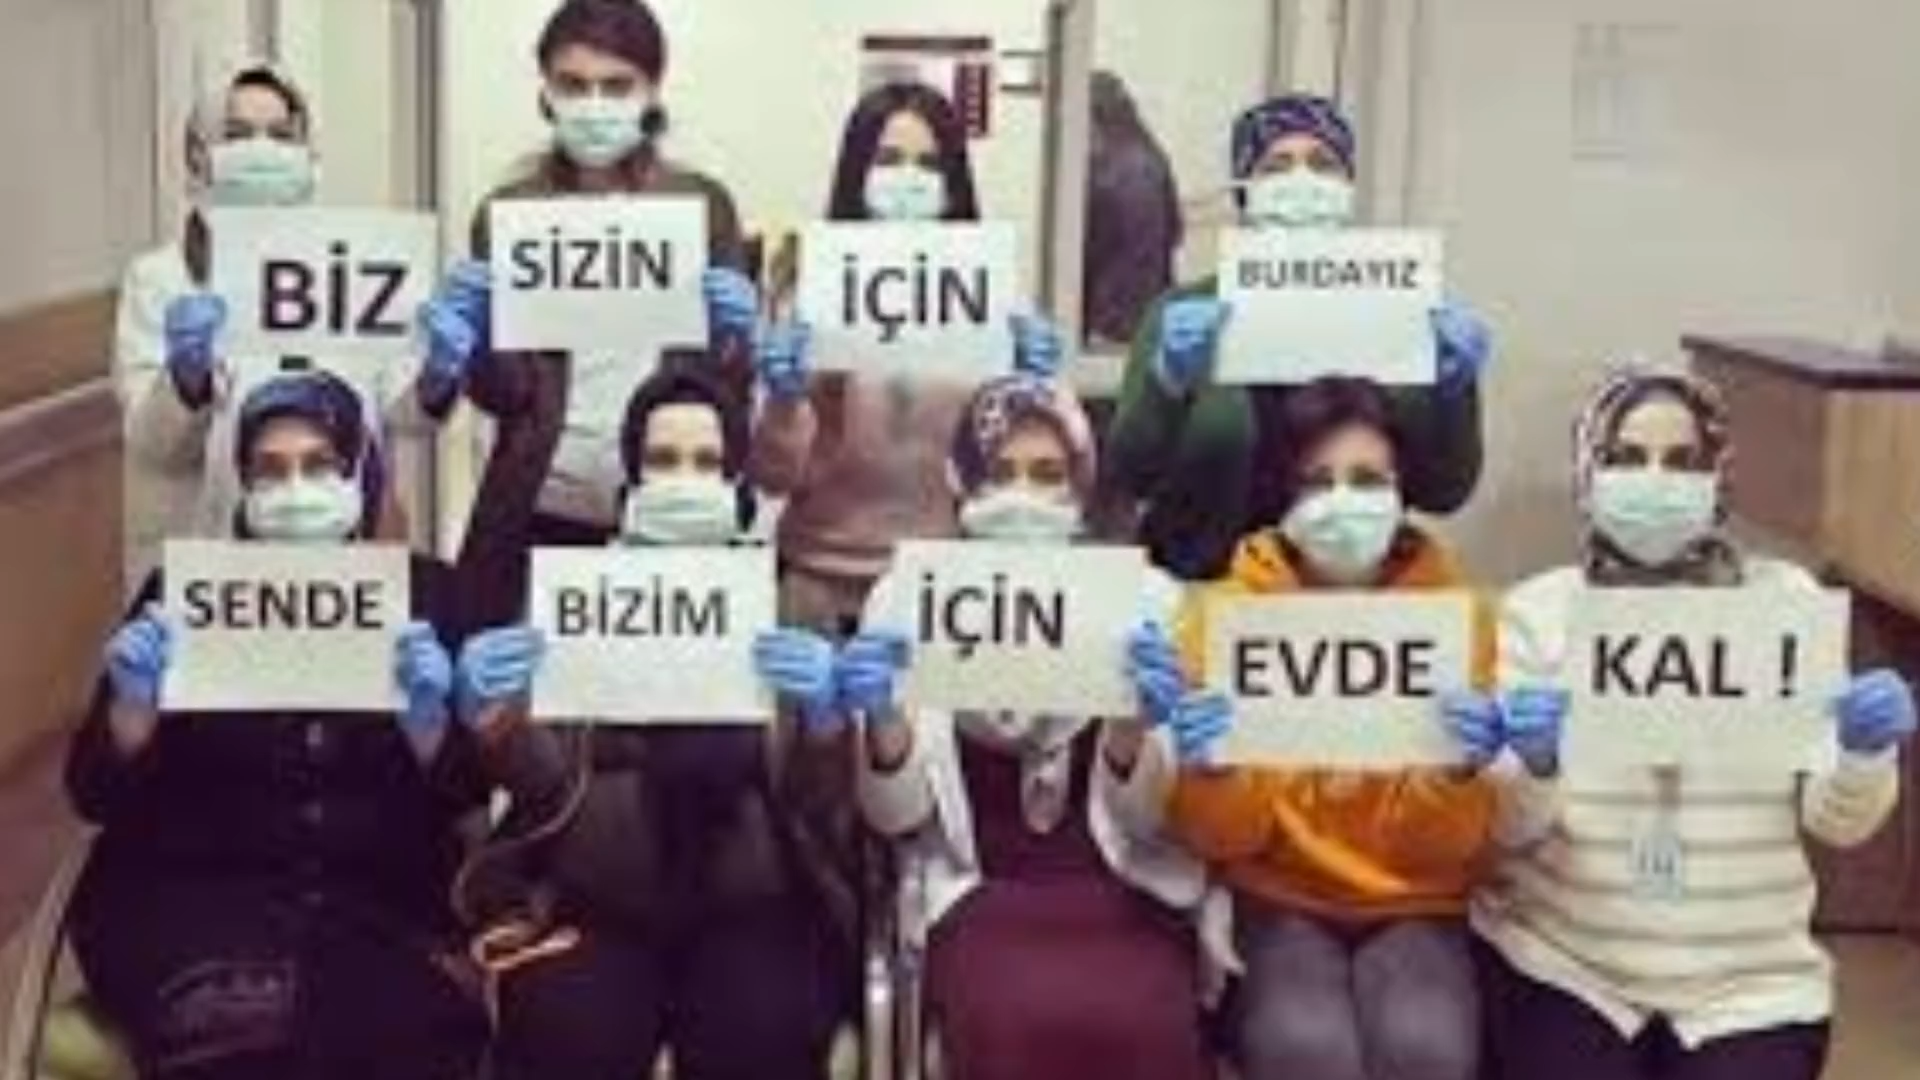 BİZ SİZİN İÇİN BURDAYIZ
SENDE BİZİM İÇİN EVDE KAL !